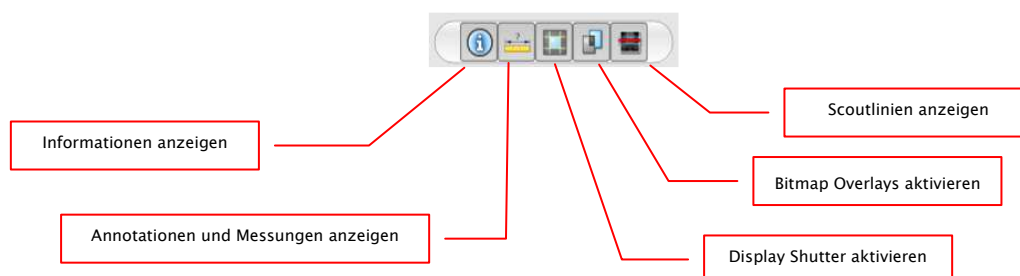 Scoutlinien anzeigen
Informationen anzeigen
Bitmap Overlays aktivieren
Annotationen und Messungen anzeigen
Display Shutter aktivieren